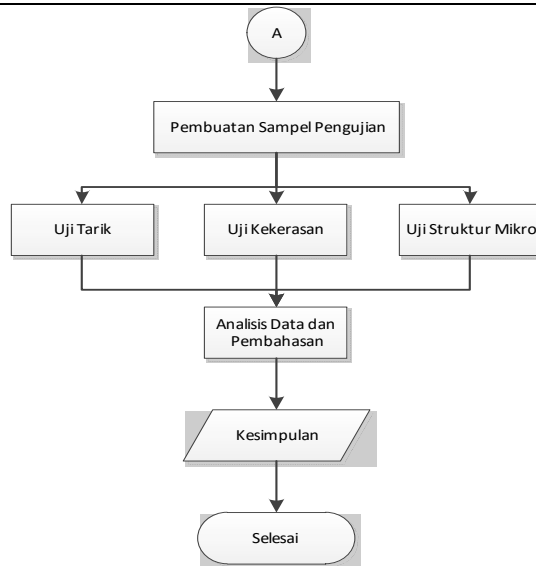 A
Pembuatan Sampel Pengujian
Uji Tarik
Uji Kekerasan
Uji Struktur Mikro
Analisis Data dan
Pembahasan
Kesimpulan
Selesai